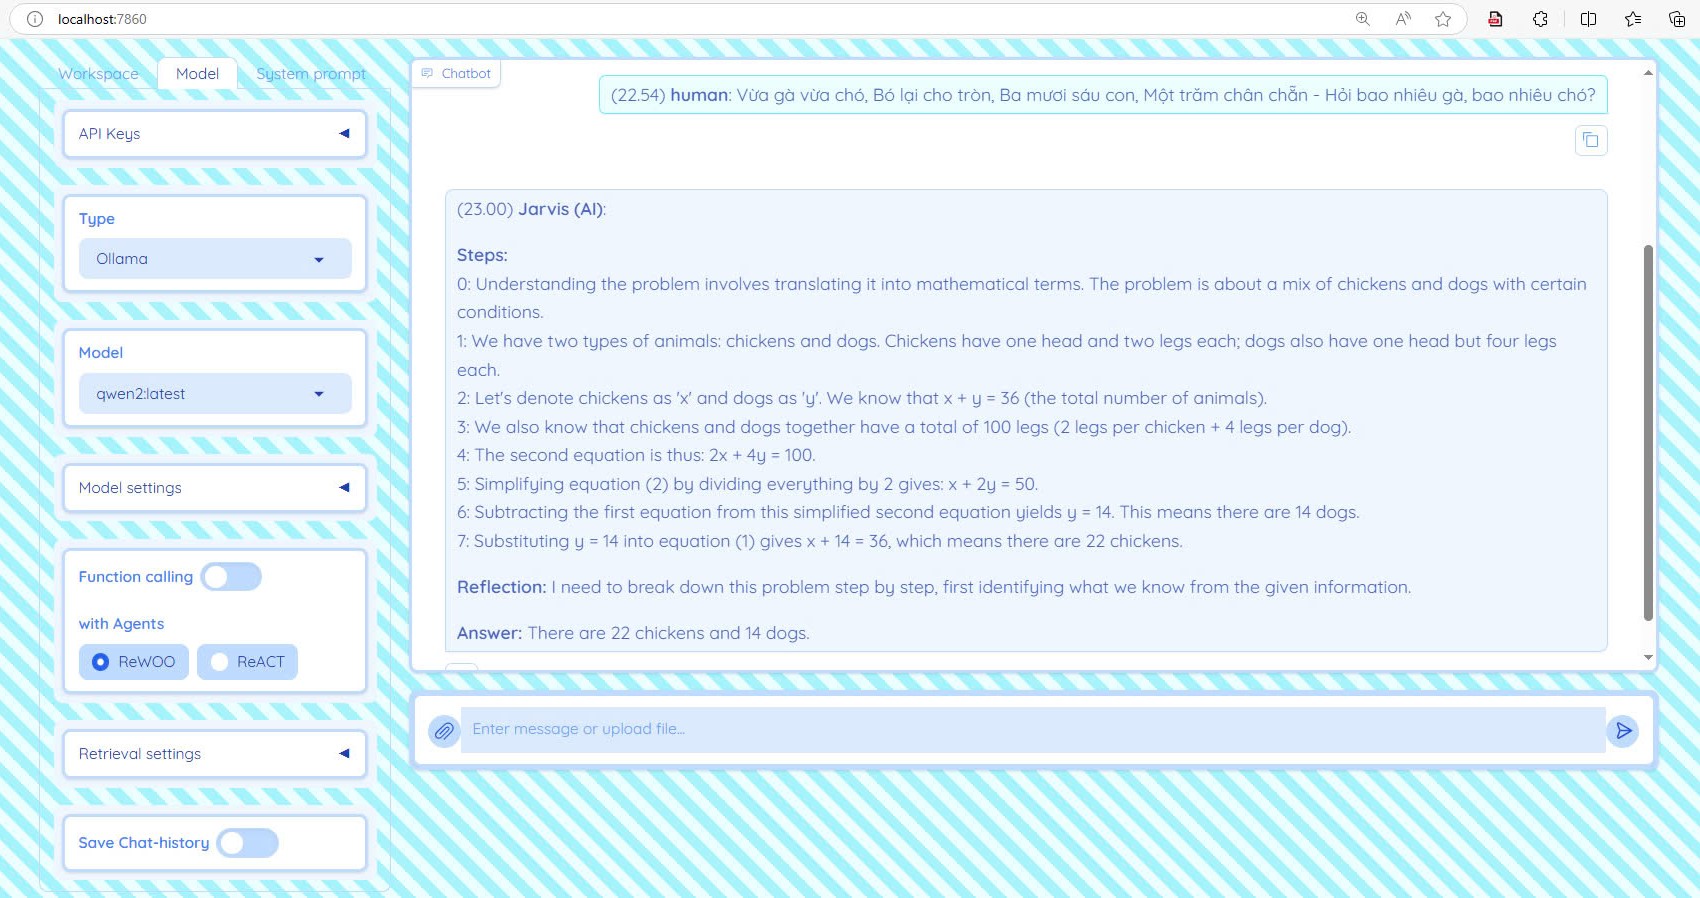 localhost:7860
Workspace
Model
System prompt
API Keys
Type
Ollama
Model
qwen2:latest
Model settings
Function calling
with Agents
ReWOO
ReACT
Retrieval settings
Save Chat-history
Chatbot
(22.54) human: Vừa gà vừa chó, Bó lại cho tròn, Ba mươi sáu con, Một trăm chân chẵn - Hỏi bao nhiêu gà, bao nhiêu chó?
(23.00) Jarvis (AI):
Steps:
0: Understanding the problem involves translating it into mathematical terms. The problem is about a mix of chickens and dogs with certain
conditions.
1: We have two types of animals: chickens and dogs. Chickens have one head and two legs each; dogs also have one head but four legs
each.
2: Let's denote chickens as 'x' and dogs as 'y'. We know that x + y = 36 (the total number of animals).
3: We also know that chickens and dogs together have a total of 100 legs (2 legs per chicken + 4 legs per dog).
4: The second equation is thus: 2x + 4y = 100.
5: Simplifying equation (2) by dividing everything by 2 gives: x + 2y = 50.
6: Subtracting the first equation from this simplified second equation yields y = 14. This means there are 14 dogs.
7: Substituting y = 14 into equation (1) gives x + 14 = 36, which means there are 22 chickens.
Reflection: I need to break down this problem step by step, first identifying what we know from the given information.
Answer: There are 22 chickens and 14 dogs.
Enter message or upload file...